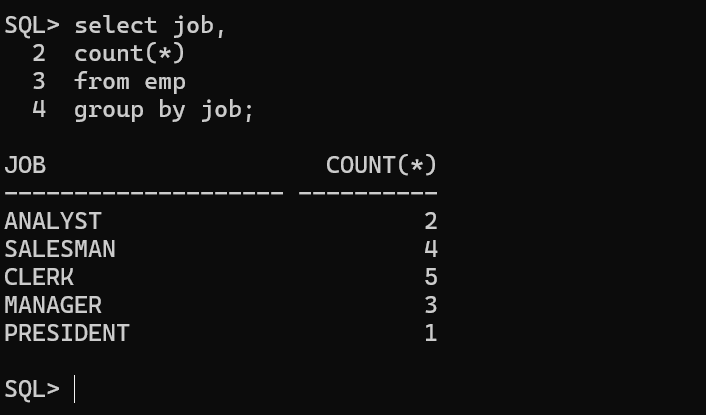 SQL> select job,
  2  count(*)
  3  from emp
  4  group by job;
JOB                    COUNT(*)
-------------------- ----------
ANALYST                       2
SALESMAN                      4
CLERK                         5
MANAGER                       3
PRESIDENT                     1
SQL>